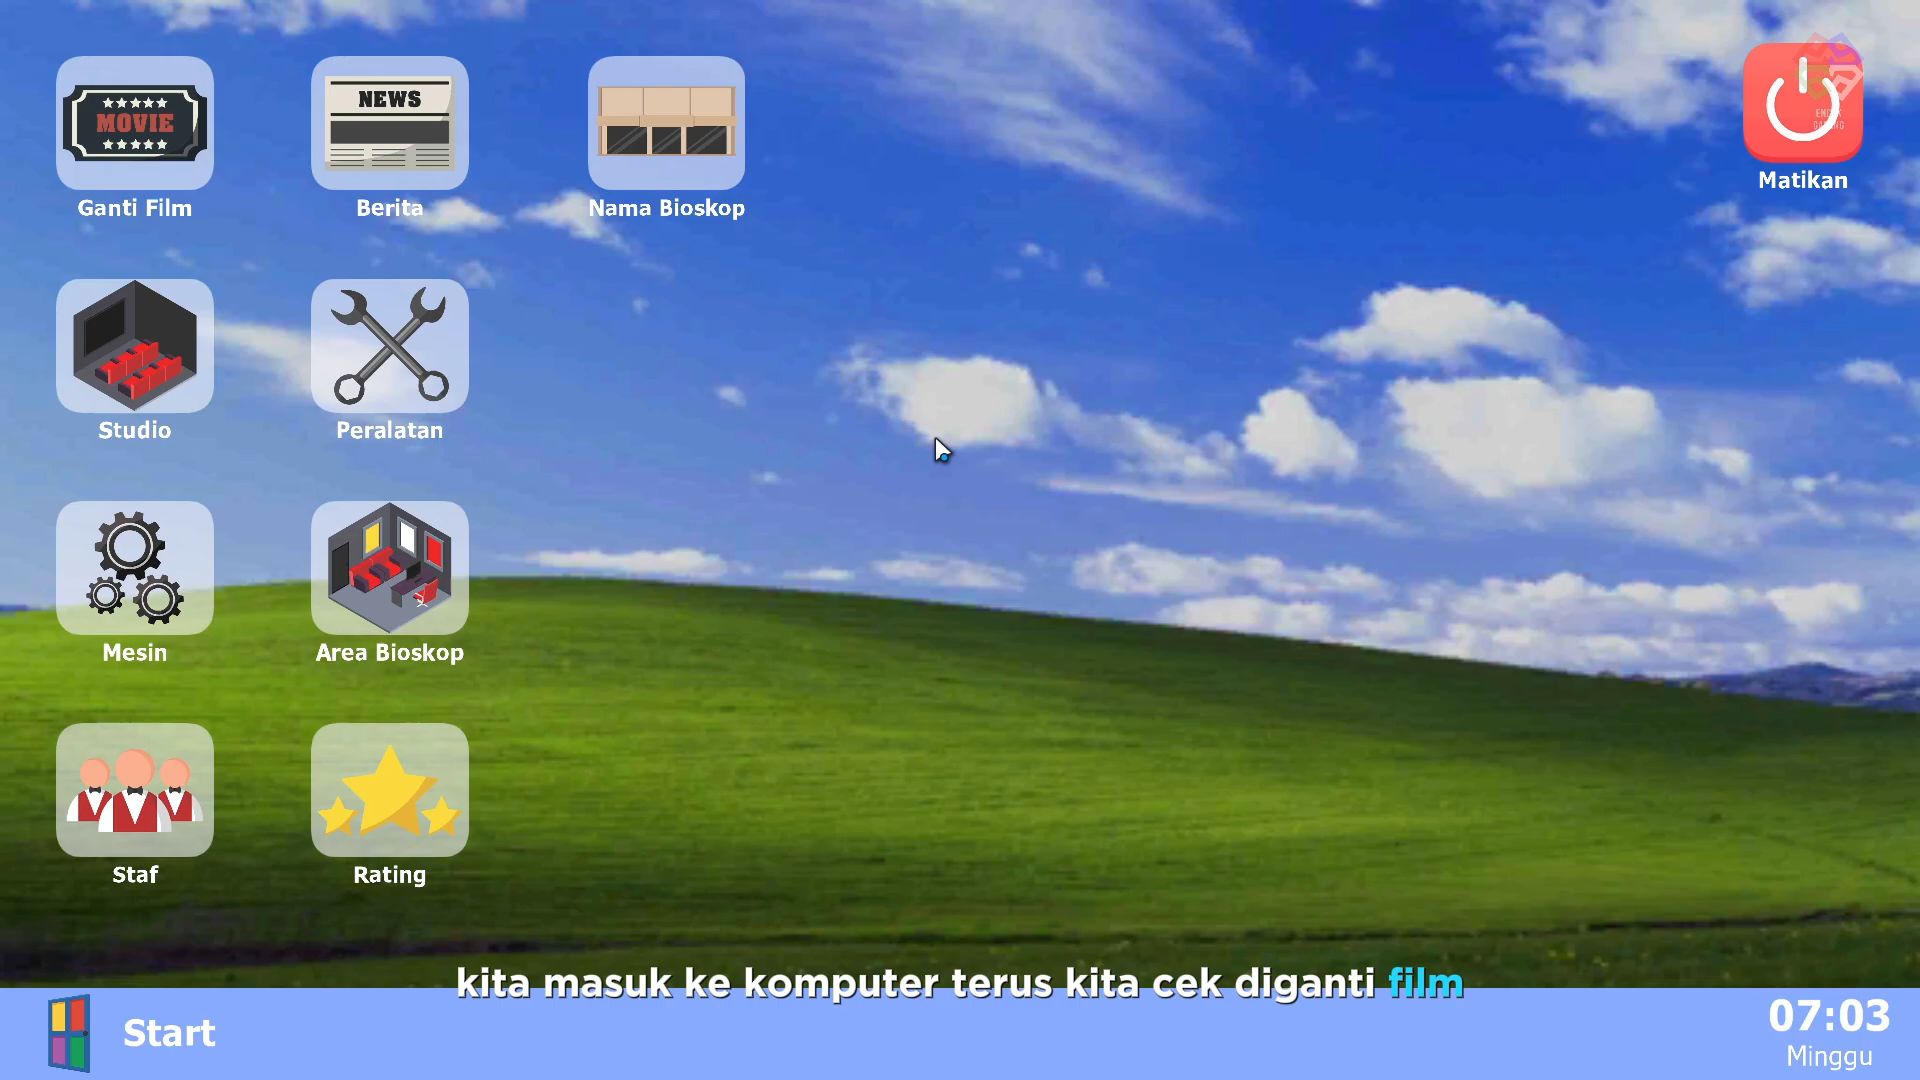 MOVIE
NEWS
Ganti Film
Berita
Nama Bioskop
Matikan
Studio
Peralatan
Mesin
Area Bioskop
Staf
Rating
kita masuk ke komputer terus kita cek diganti film
Start
07:03
Minggu